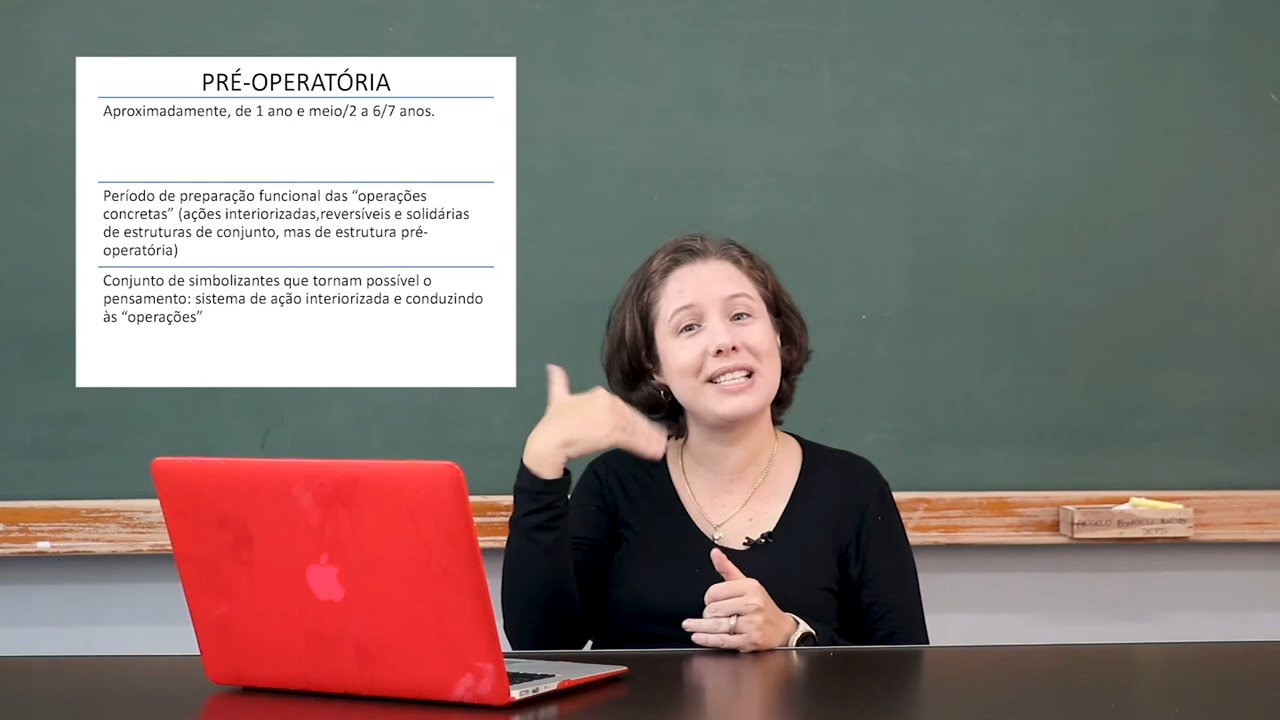 PRÉ-OPERATÓRIA
Aproximadamente, de 1 ano e meio/2 a 6/7 anos.
Período de preparação funcional das “operações
concretas” (ações interiorizadas,reversíveis e solidárias
de estruturas de conjunto, mas de estrutura pré-
operatória)
Conjunto de simbolizantes que tornam possível o
pensamento: sistema de ação interiorizada e conduzindo
às “operações”